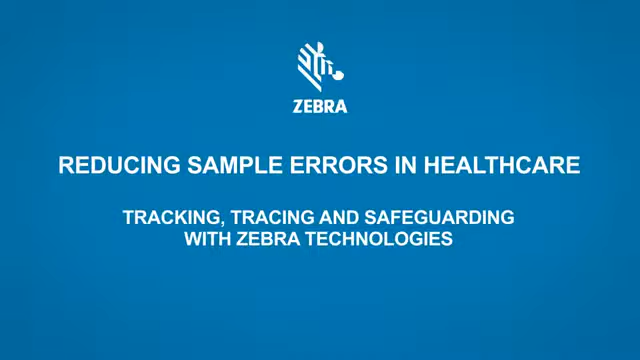 ZEBRA
REDUCING SAMPLE ERRORS IN HEALTHCARE
TRACKING, TRACING AND SAFEGUARDING
WITH ZEBRA TECHNOLOGIES